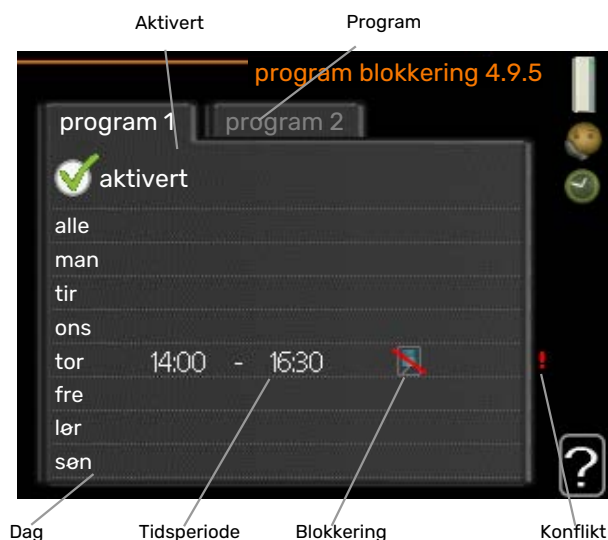 Aktivert Program
program blokkering 4.9.5
program 1 program 2
aktivert
alle
man
tir
ons
tor 14:00 - 16:30 !
fre
lør
søn
?
Dag Tidsperiode Blokkering Konflikt